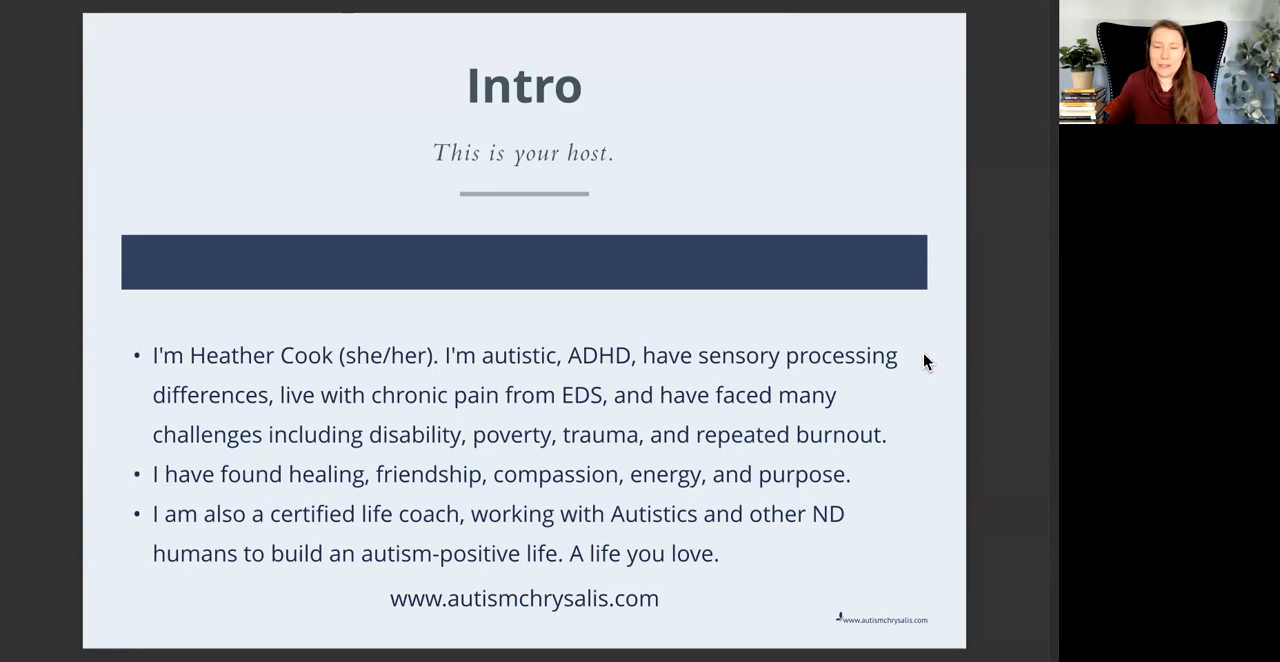 Intro
This is your host.
• I'm Heather Cook (she/her). I'm autistic, ADHD, have sensory processing
differences, live with chronic pain from EDS, and have faced many
challenges including disability, poverty, trauma, and repeated burnout.
• I have found healing, friendship, compassion, energy, and purpose.
• I am also a certified life coach, working with Autistics and other ND
humans to build an autism-positive life. A life you love.
www.autismchrysalis.com
www.autismchrysalis.com